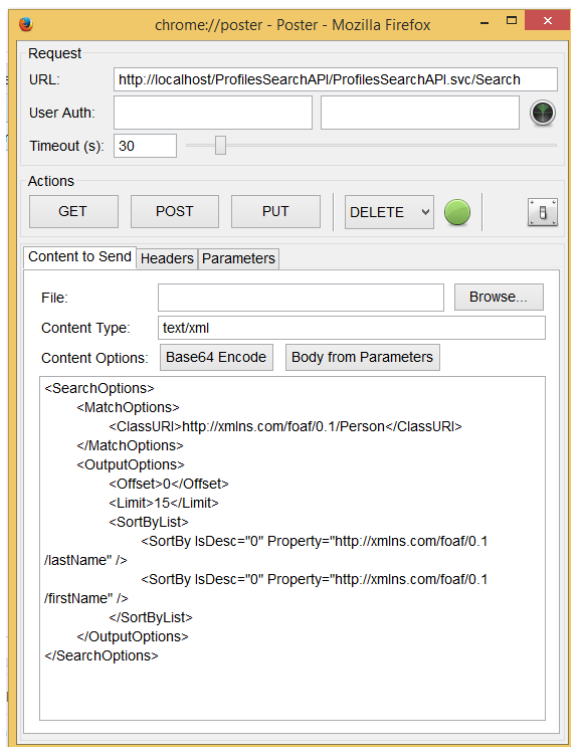 chrome://poster - Poster - Mozilla Firefox
Request
URL: http://localhost/ProfilesSearchAPI/ProfilesSearchAPI.svc/Search
User Auth:
Timeout (s): 30
Actions
GET POST PUT DELETE
Content to Send Headers Parameters
File: Browse...
Content Type: text/xml
Content Options: Base64 Encode Body from Parameters
<SearchOptions>
<MatchOptions>
<ClassURI>http://xmlns.com/foaf/0.1/Person</ClassURI>
</MatchOptions>
<OutputOptions>
<Offset>0</Offset>
<Limit>15</Limit>
<SortByList>
<SortBy IsDesc="0" Property="http://xmlns.com/foaf/0.1
/lastName" />
<SortBy IsDesc="0" Property="http://xmlns.com/foaf/0.1
/firstName" />
</SortByList>
</OutputOptions>
</SearchOptions>